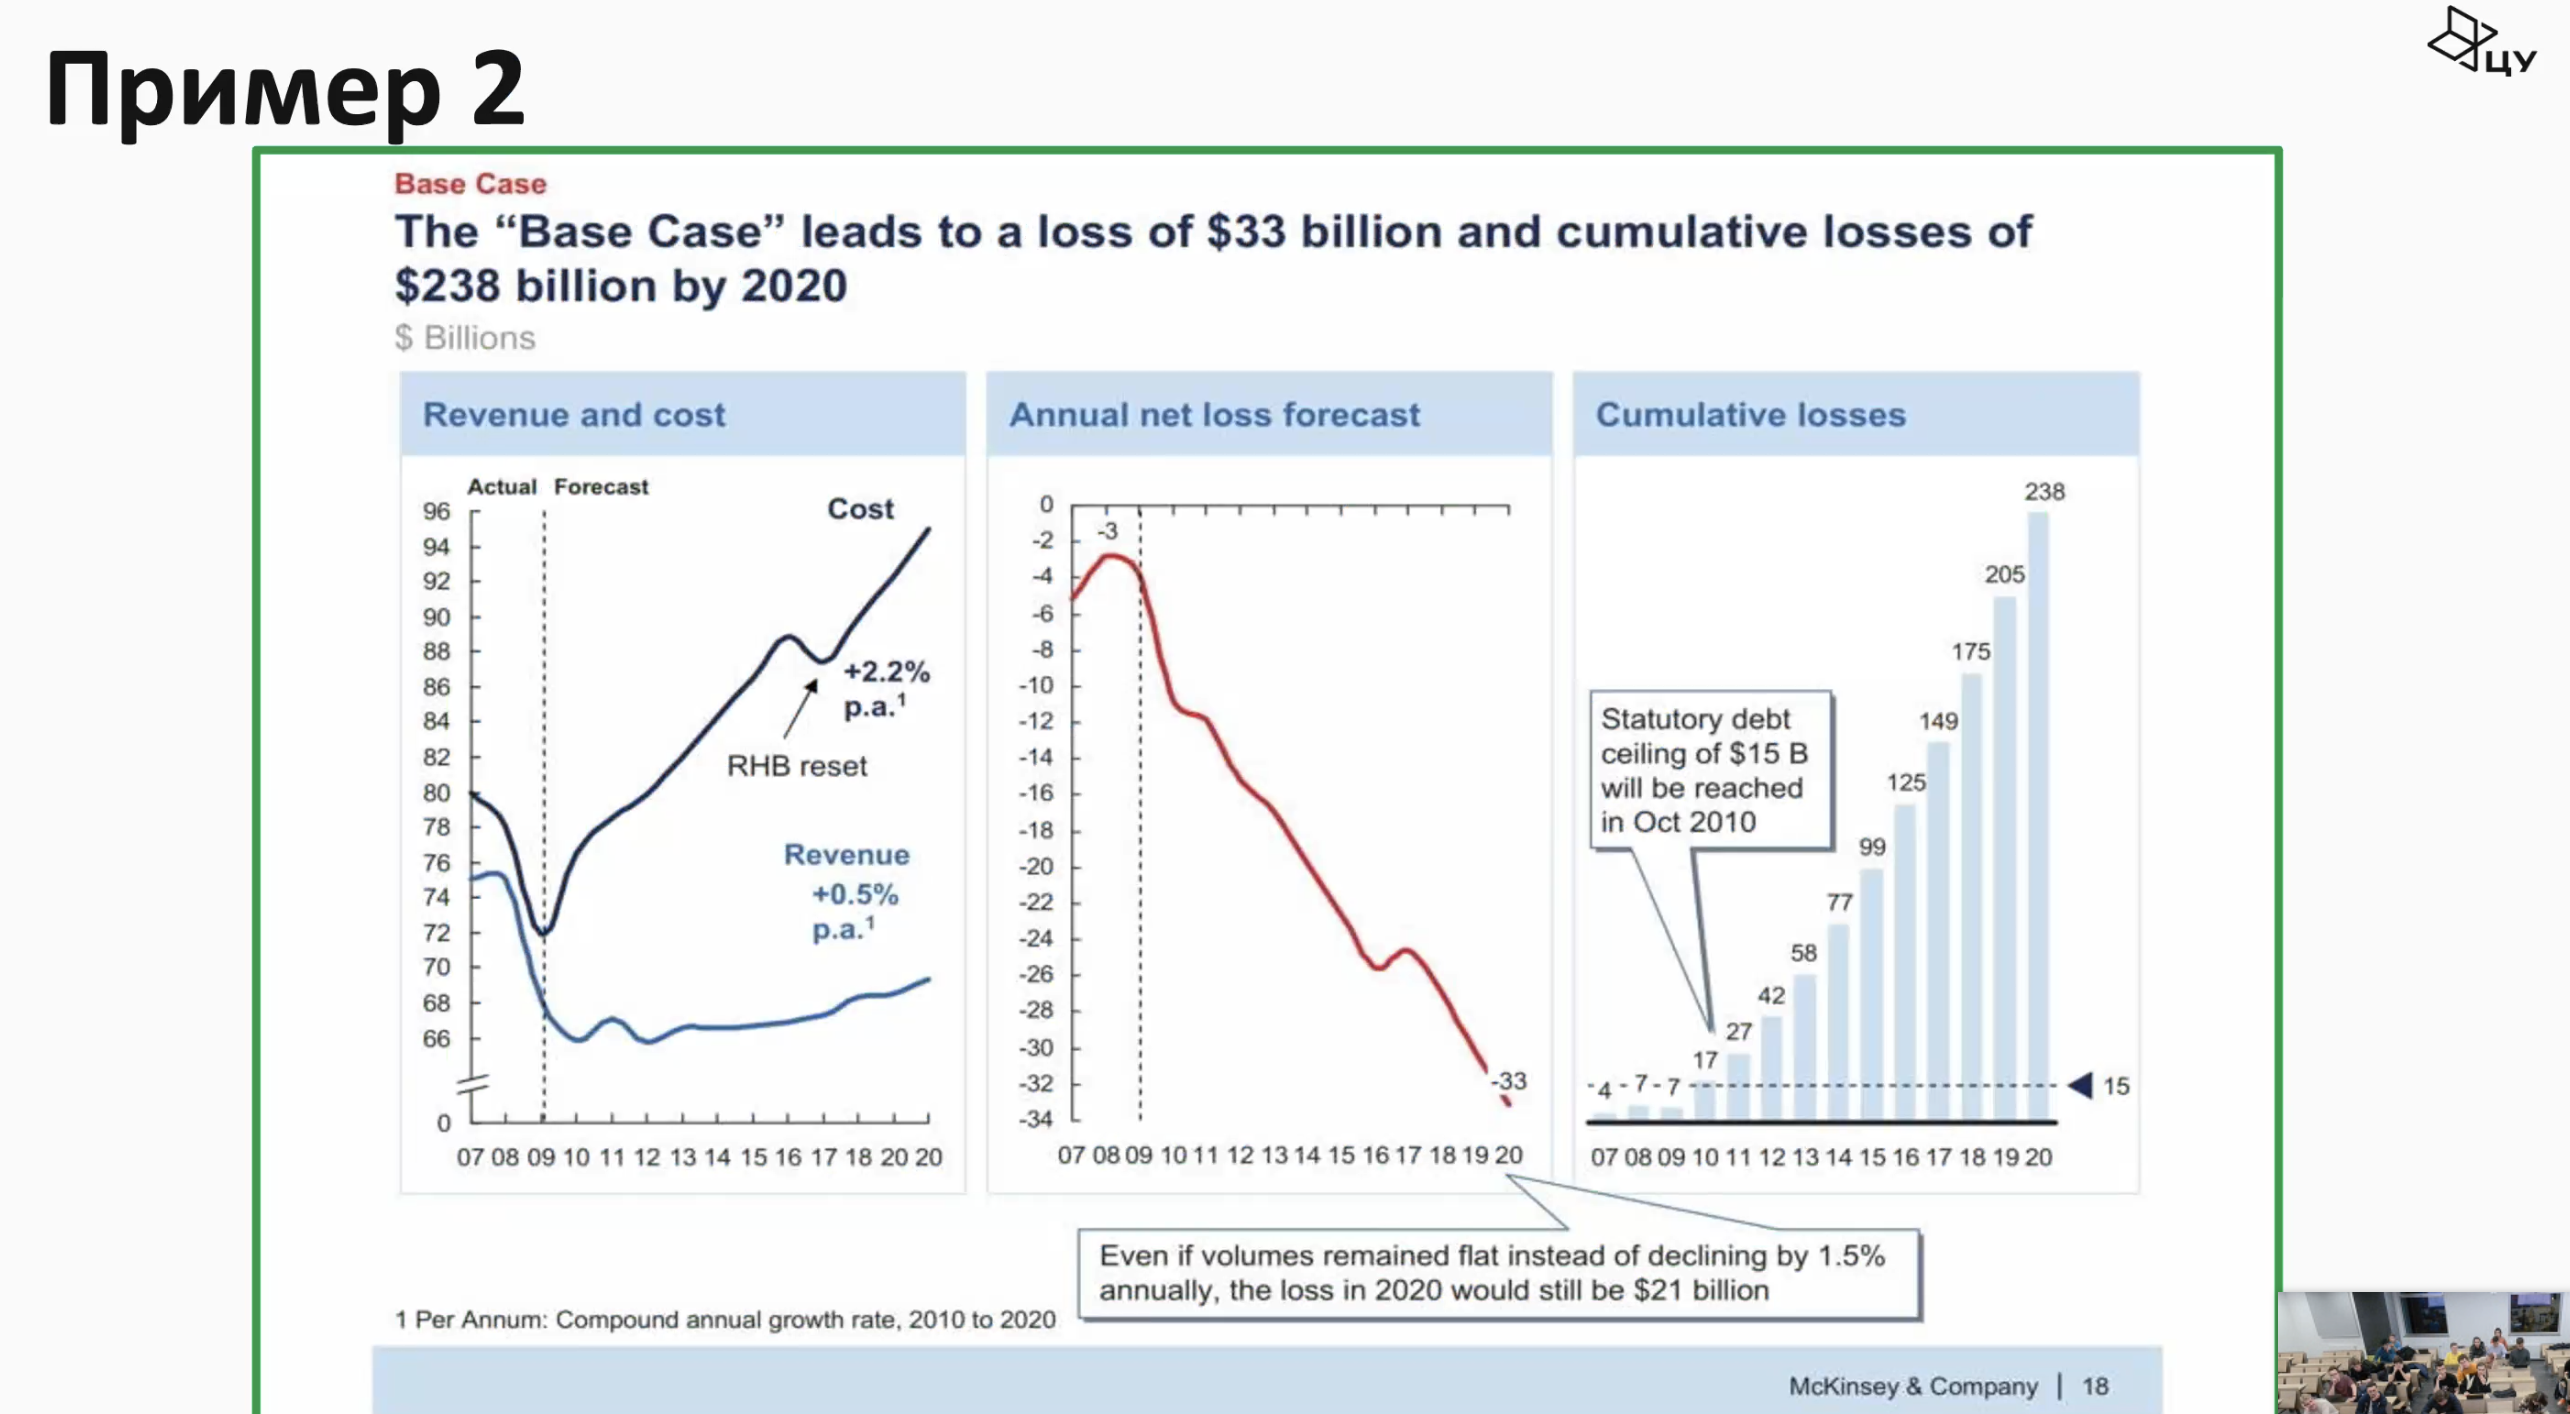 Пример 2
ЦУ
Base Case
The “Base Case” leads to a loss of $33 billion and cumulative losses of
$238 billion by 2020
$ Billions
Revenue and cost
Actual Forecast
Cost
96
94
92
90
88
86
84
82
80
78
76
74
72
70
68
66
0
+2.2%
p.a.¹
RHB reset
Revenue
+0.5%
p.a.¹
07 08 09 10 11 12 13 14 15 16 17 18 20 20
Annual net loss forecast
0
-2
-4
-6
-8
-10
-12
-14
-16
-18
-20
-22
-24
-26
-28
-30
-32
-34
-3
-33
07 08 09 10 11 12 13 14 15 16 17 18 19 20
Cumulative losses
238
205
175
149
125
99
77
58
42
27
17
4 7 7
15
Statutory debt
ceiling of $15 B
will be reached
in Oct 2010
07 08 09 10 11 12 13 14 15 16 17 18 19 20
Even if volumes remained flat instead of declining by 1.5%
annually, the loss in 2020 would still be $21 billion
1 Per Annum: Compound annual growth rate, 2010 to 2020
McKinsey & Company | 18